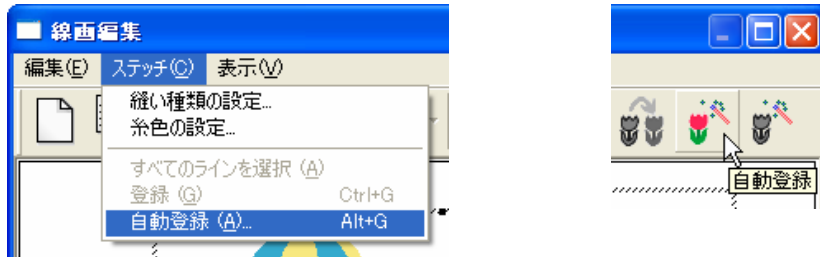 線画編集
編集(E) ステッチ(C) 表示(V)
縫い種類の設定...
糸色の設定...
すべてのラインを選択 (A)
登録 (G) Ctrl+G
自動登録 (A)... Alt+G
自動登録